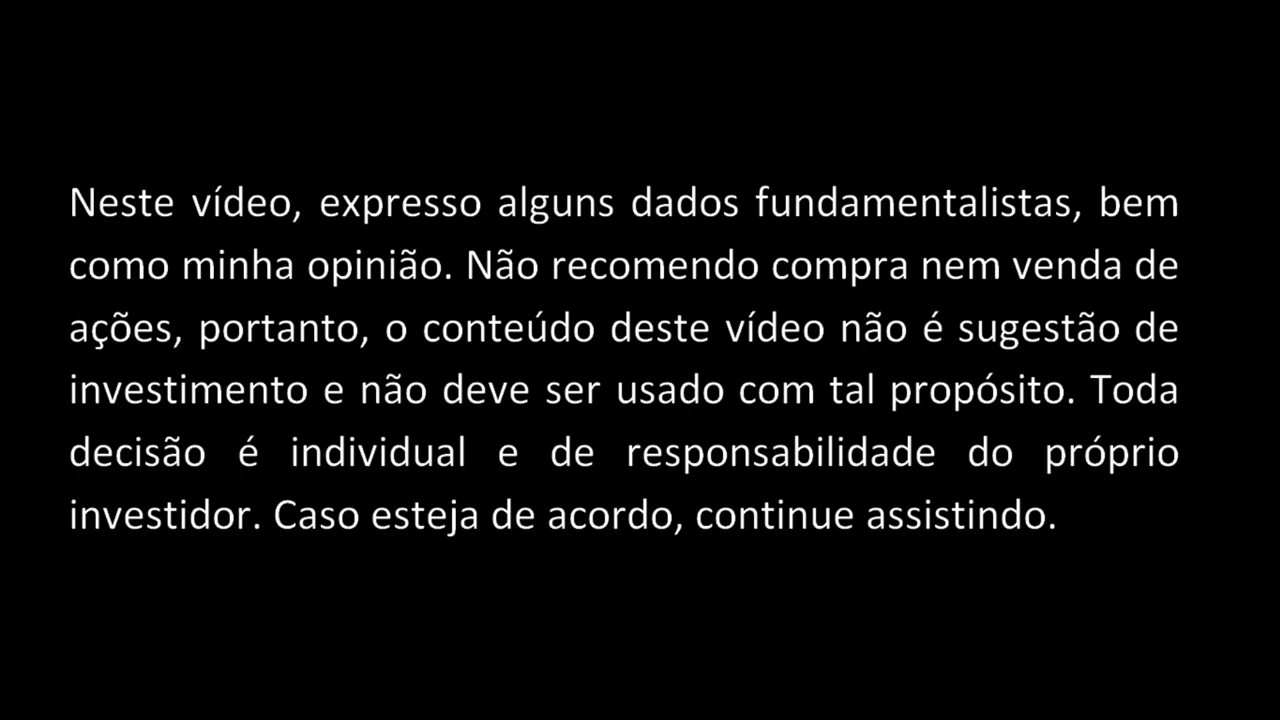 Neste vídeo, expresso alguns dados fundamentalistas, bem
como minha opinião. Não recomendo compra nem venda de
ações, portanto, o conteúdo deste vídeo não é sugestão de
investimento e não deve ser usado com tal propósito. Toda
decisão é individual e de responsabilidade do próprio
investidor. Caso esteja de acordo, continue assistindo.